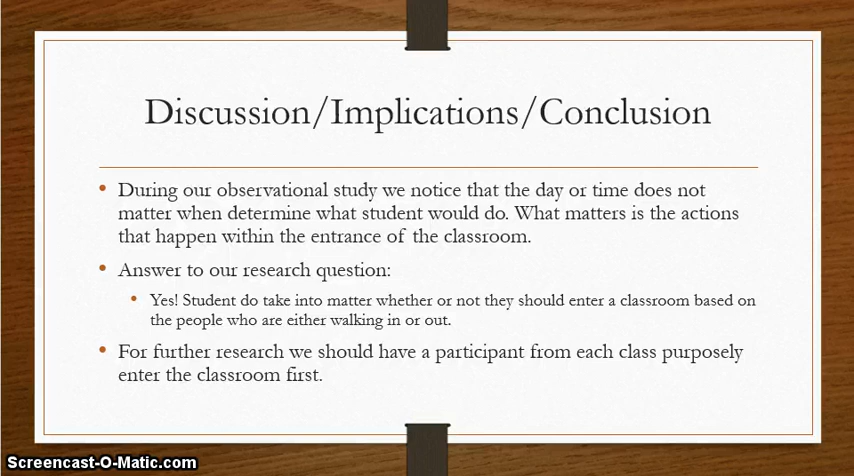 Discussion/Implications/Conclusion
• During our observational study we notice that the day or time does not
matter when determine what student would do. What matters is the actions
that happen within the entrance of the classroom.
• Answer to our research question:
• Yes! Student do take into matter whether or not they should enter a classroom based on
the people who are either walking in or out.
• For further research we should have a participant from each class purposely
enter the classroom first.
Screencast-O-Matic.com